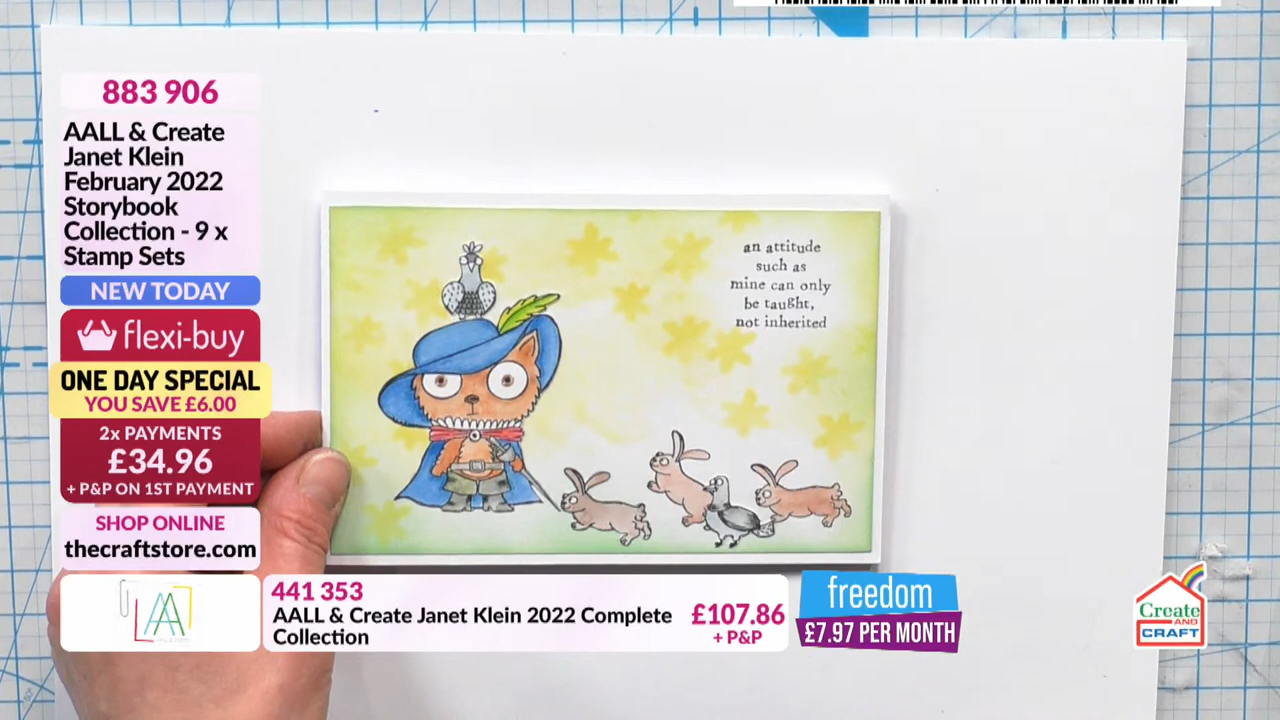 883 906
AALL & Create
Janet Klein
February 2022
Storybook
Collection - 9 x
Stamp Sets
NEW TODAY
flexi-buy
ONE DAY SPECIAL
YOU SAVE £6.00
2x PAYMENTS
£34.96
+ P&P ON 1ST PAYMENT
SHOP ONLINE
thecraftstore.com
an attitude
such as
mine can only
be taught,
not inherited
441 353
AALL & Create Janet Klein 2022 Complete
Collection
£107.86
+ P&P
freedom
£7.97 PER MONTH
Create
AND
CRAFT